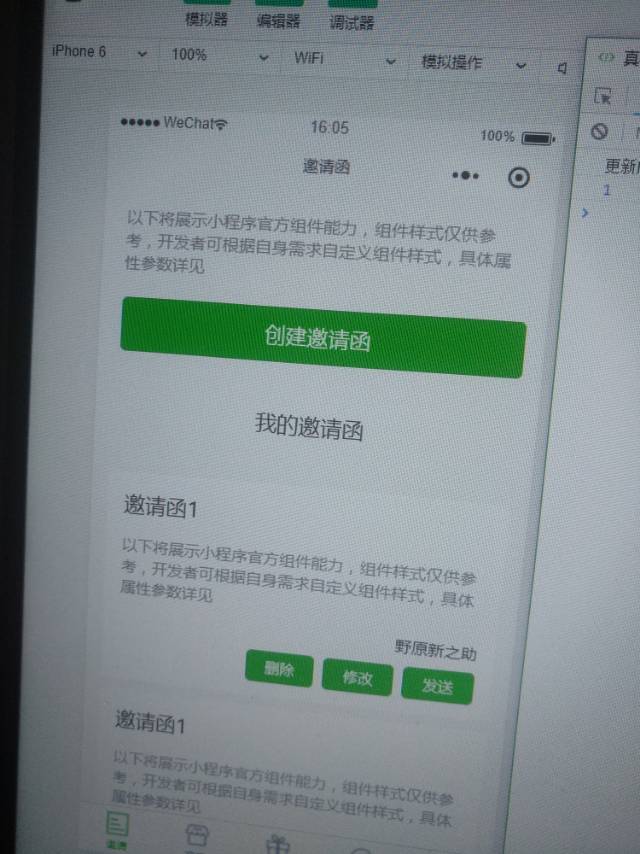 模拟器 编辑器 调试器
iPhone 6 100% WiFi 模拟操作
WeChat 16:05 100%
邀请函
更新
1
以下将展示小程序官方组件能力，组件样式仅供参
考，开发者可根据自身需求自定义组件样式，具体属
性参数详见
创建邀请函
我的邀请函
邀请函1
以下将展示小程序官方组件能力，组件样式仅供参
考，开发者可根据自身需求自定义组件样式，具体
属性参数详见
野原新之助
删除 修改 发送
邀请函1
以下将展示小程序官方组件能力，组件样式仅供参
考，开发者可根据自身需求自定义组件样式，具体
属性参数详见